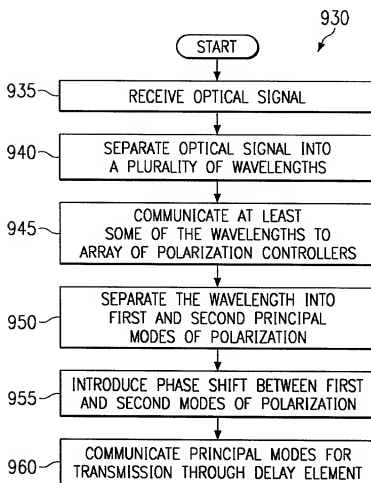 930
START
935
RECEIVE OPTICAL SIGNAL
940
SEPARATE OPTICAL SIGNAL INTO
A PLURALITY OF WAVELENGTHS
945
COMMUNICATE AT LEAST
SOME OF THE WAVELENGTHS TO
ARRAY OF POLARIZATION CONTROLLERS
950
SEPARATE THE WAVELENGTH INTO
FIRST AND SECOND PRINCIPAL
MODES OF POLARIZATION
955
INTRODUCE PHASE SHIFT BETWEEN FIRST
AND SECOND MODES OF POLARIZATION
960
COMMUNICATE PRINCIPAL MODES FOR
TRANSMISSION THROUGH DELAY ELEMENT